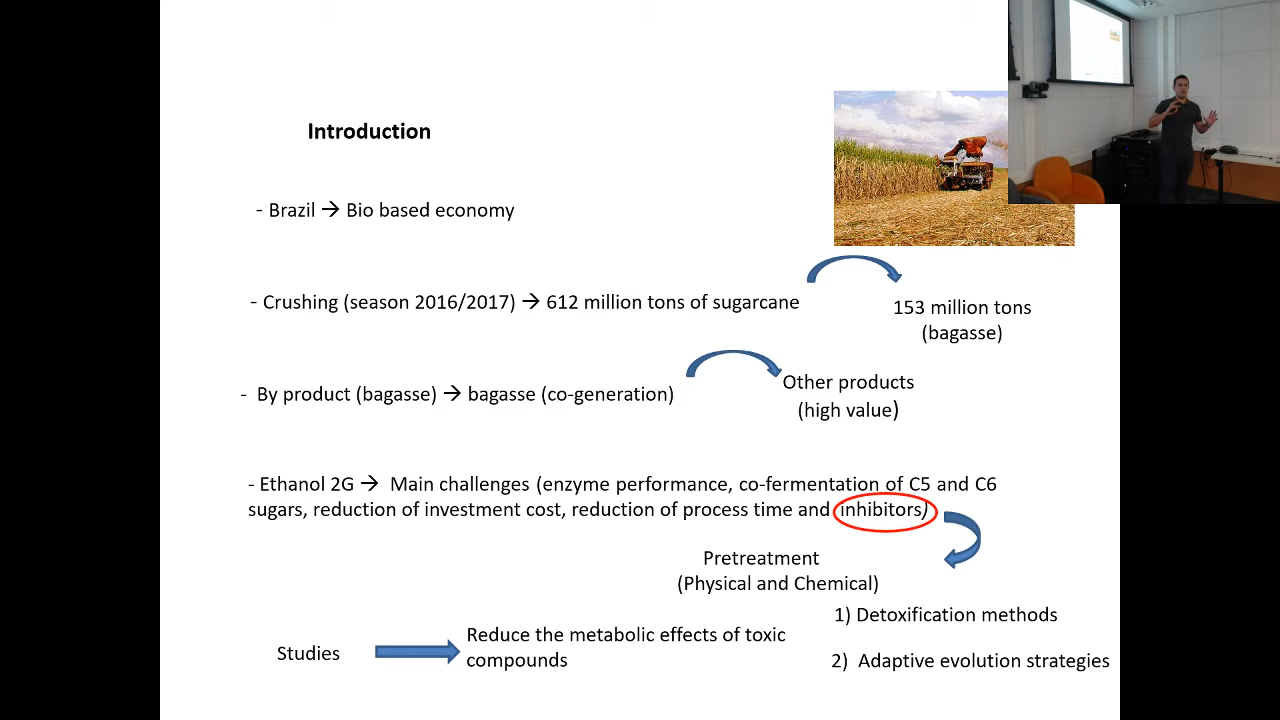 Introduction
- Brazil → Bio based economy
- Crushing (season 2016/2017) → 612 million tons of sugarcane
153 million tons
(bagasse)
- By product (bagasse) → bagasse (co-generation)
Other products
(high value)
- Ethanol 2G → Main challenges (enzyme performance, co-fermentation of C5 and C6
sugars, reduction of investment cost, reduction of process time and inhibitors)
Pretreatment
(Physical and Chemical)
1) Detoxification methods
Studies
Reduce the metabolic effects of toxic
compounds
2) Adaptive evolution strategies